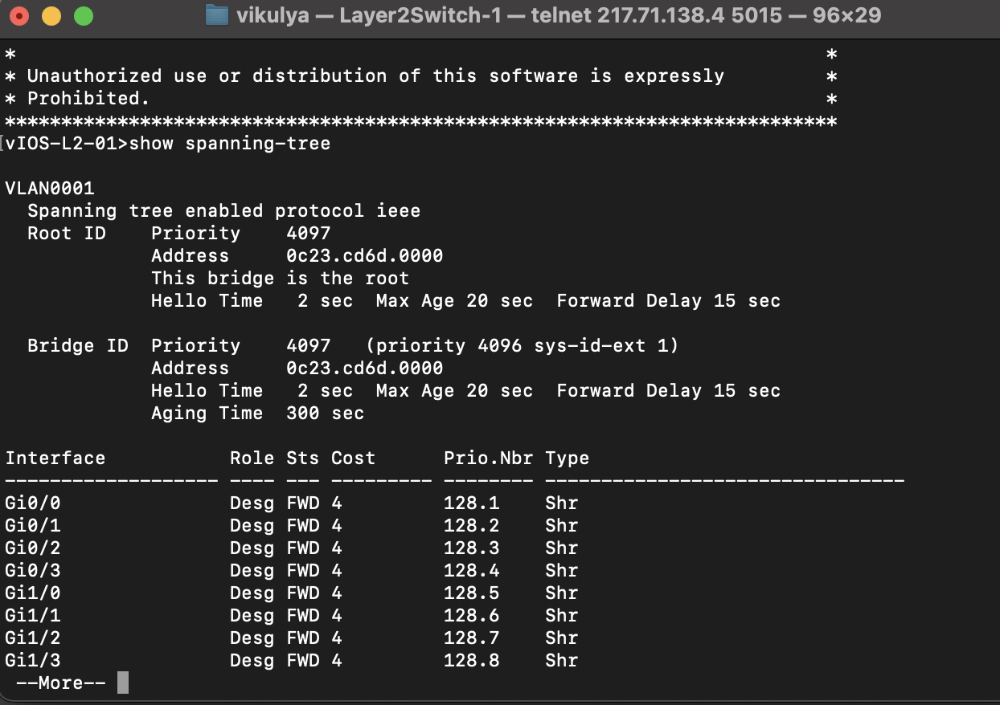 vikulya — Layer2Switch-1 — telnet 217.71.138.4 5015 — 96×29
*                                                                        *
* Unauthorized use or distribution of this software is expressly         *
* Prohibited.                                                            *
**************************************************************************
[vIOS-L2-01>show spanning-tree

VLAN0001
  Spanning tree enabled protocol ieee
  Root ID    Priority    4097
             Address     0c23.cd6d.0000
             This bridge is the root
             Hello Time   2 sec  Max Age 20 sec  Forward Delay 15 sec

  Bridge ID  Priority    4097   (priority 4096 sys-id-ext 1)
             Address     0c23.cd6d.0000
             Hello Time   2 sec  Max Age 20 sec  Forward Delay 15 sec
             Aging Time  300 sec

Interface           Role Sts Cost      Prio.Nbr Type
------------------- ---- --- --------- -------- --------------------------------
Gi0/0               Desg FWD 4         128.1    Shr
Gi0/1               Desg FWD 4         128.2    Shr
Gi0/2               Desg FWD 4         128.3    Shr
Gi0/3               Desg FWD 4         128.4    Shr
Gi1/0               Desg FWD 4         128.5    Shr
Gi1/1               Desg FWD 4         128.6    Shr
Gi1/2               Desg FWD 4         128.7    Shr
Gi1/3               Desg FWD 4         128.8    Shr
 --More--